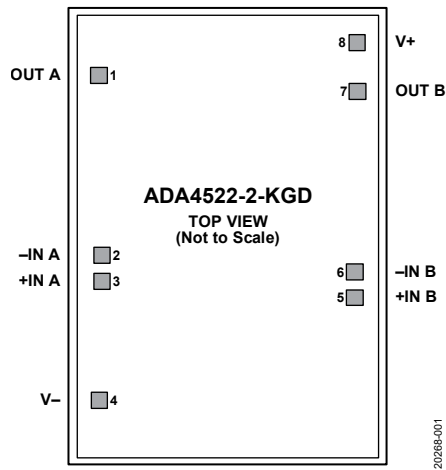 8 V+
OUT A 1
7 OUT B
ADA4522-2-KGD
TOP VIEW
(Not to Scale)
–IN A 2
6 –IN B
+IN A 3
5 +IN B
V– 4
20268-001